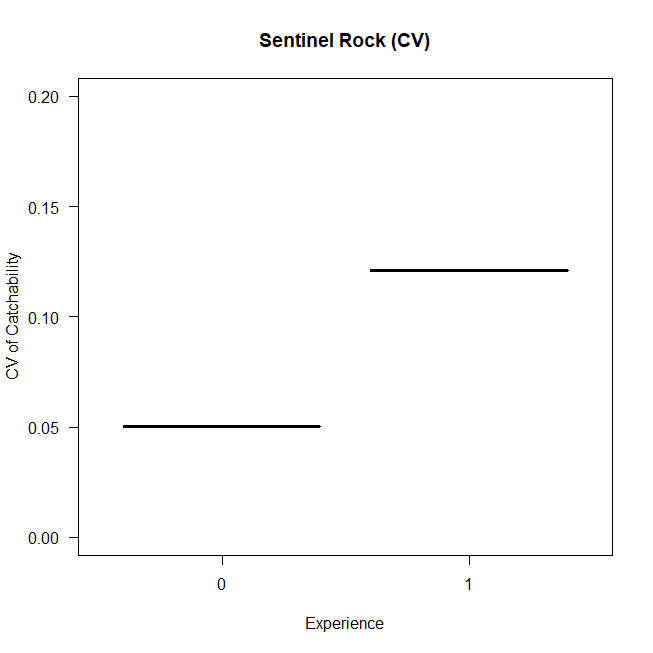 Sentinel Rock (CV)
0.20
0.15
0.10
0.05
0.00
CV of Catchability
0 1
Experience